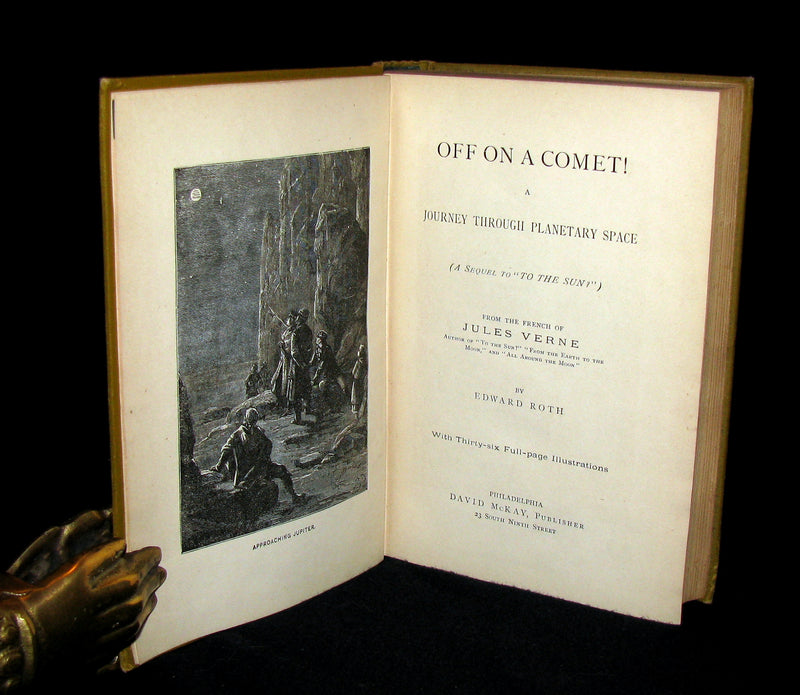 APPROACHING JUPITER.
OFF ON A COMET!
A
JOURNEY THROUGH PLANETARY SPACE
(A SEQUEL TO "TO THE SUN?")
FROM THE FRENCH OF
JULES VERNE
AUTHOR OF "TO THE SUN?" "FROM THE EARTH TO THE
MOON," AND "ALL AROUND THE MOON"
BY
EDWARD ROTH
With Thirty-six Full-page Illustrations
PHILADELPHIA
DAVID McKAY, PUBLISHER
23 SOUTH NINTH STREET